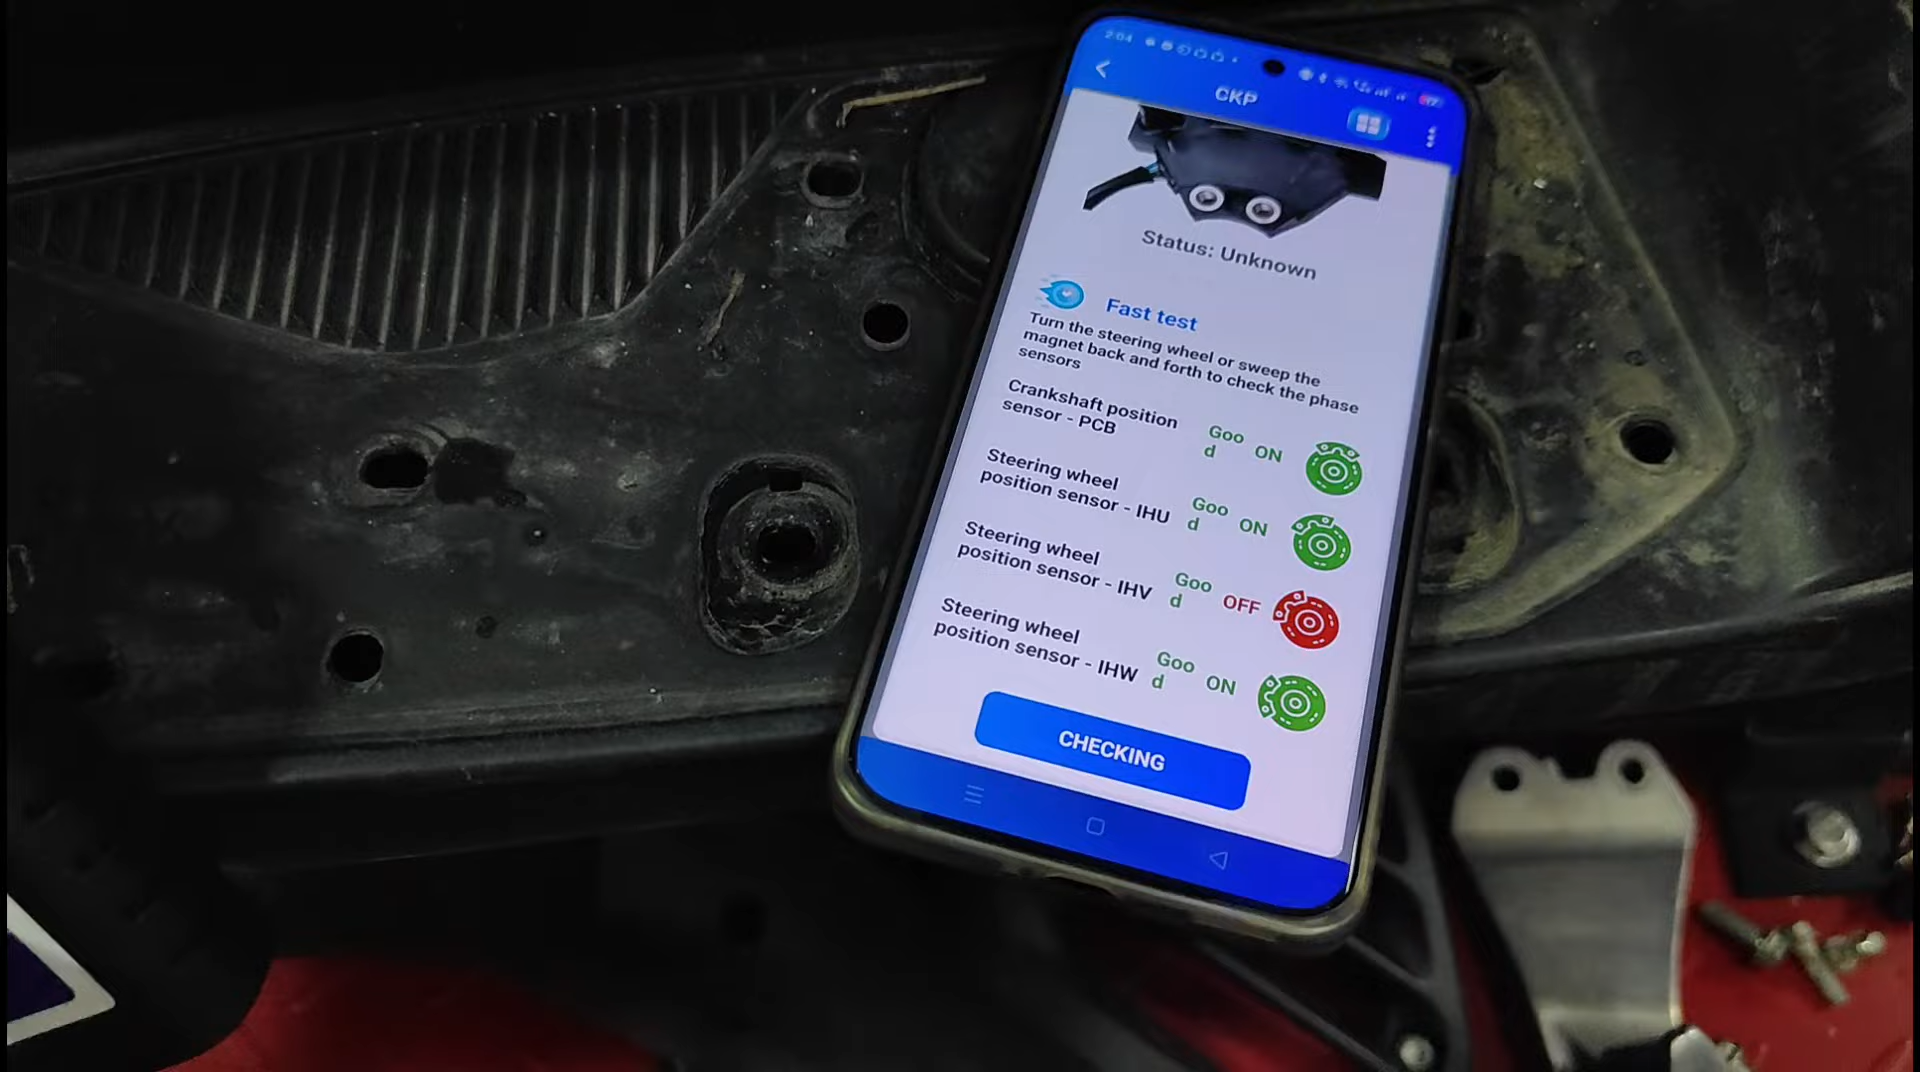 2:04
CKP
Status: Unknown
Fast test
Turn the steering wheel or sweep the
magnet back and forth to check the phase
sensors
Crankshaft position
sensor - PCB
Goo
d
ON
Steering wheel
position sensor - IHU
Goo
d
ON
Steering wheel
position sensor - IHV
Goo
d
OFF
Steering wheel
position sensor - IHW
Goo
d
ON
CHECKING